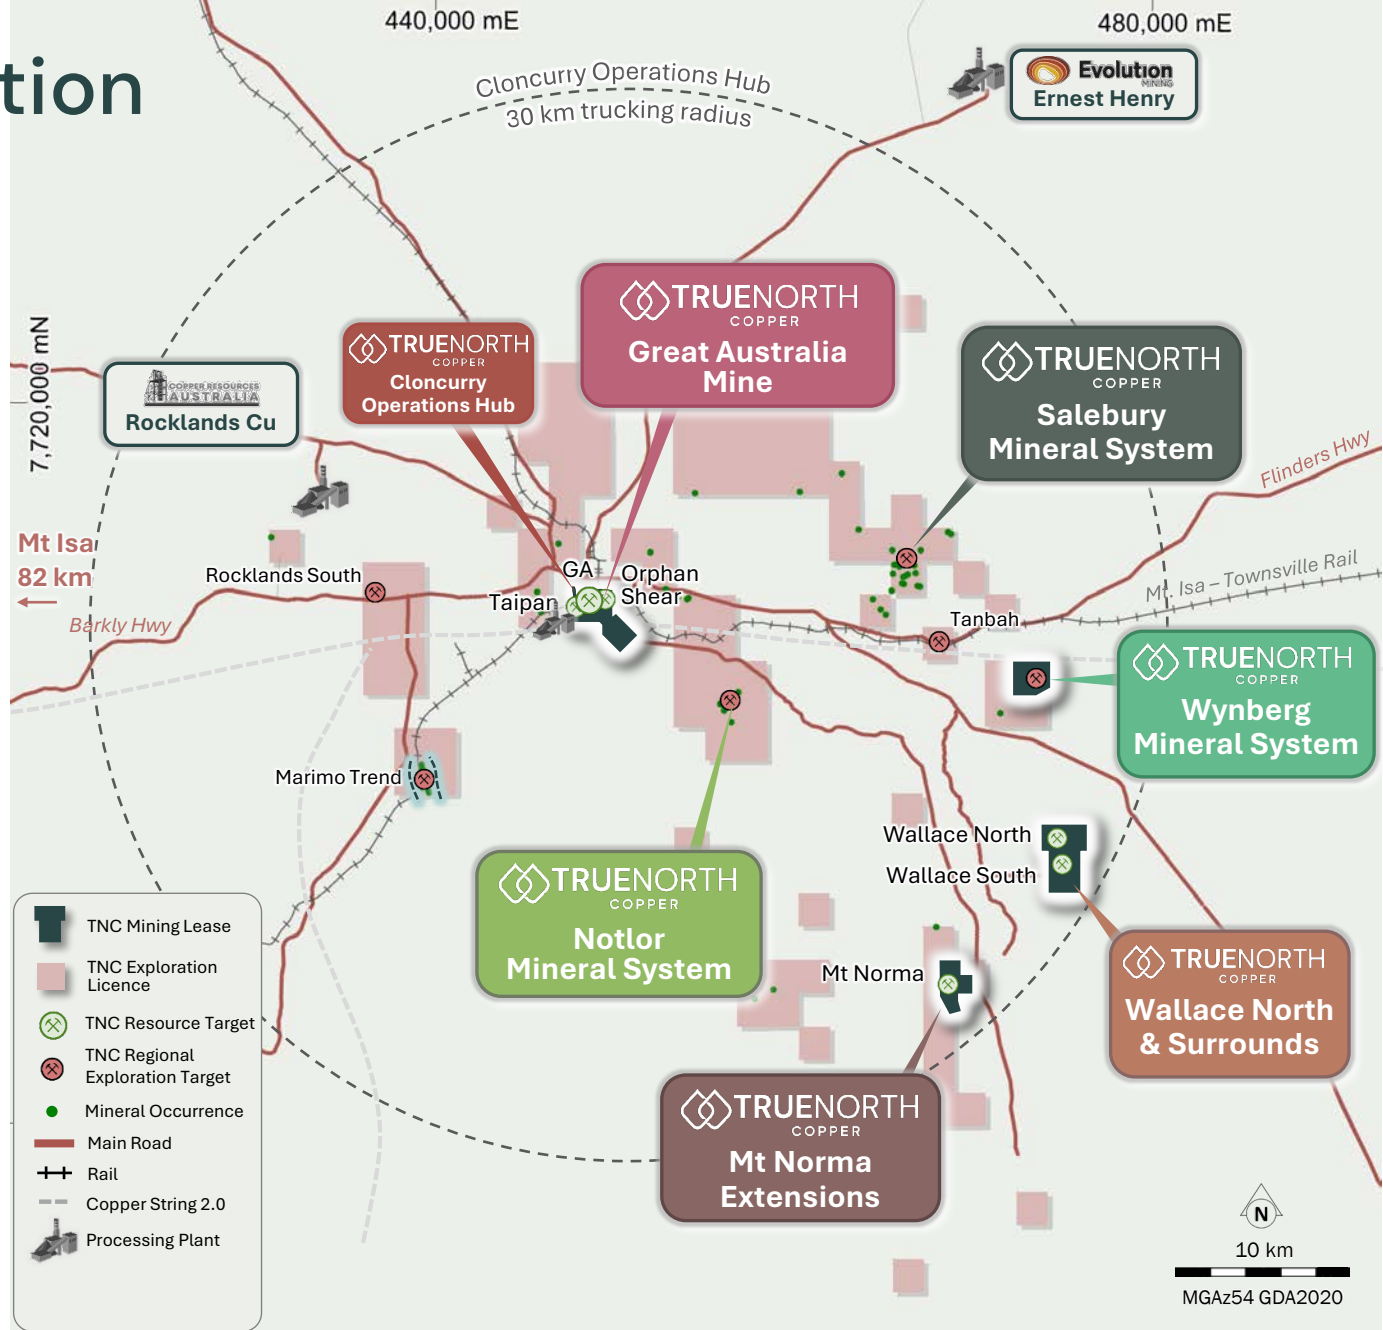 tion
440,000 mE
480,000 mE
7,720,000 mN
Cloncurry Operations Hub
30 km trucking radius
Evolution
MINING
Ernest Henry
TRUENORTH
COPPER
Great Australia
Mine
TRUENORTH
COPPER
Cloncurry
Operations Hub
TRUENORTH
COPPER
Salebury
Mineral System
COPPER RESOURCES
AUSTRALIA
Rocklands Cu
Flinders Hwy
Mt Isa
82 km
Barkly Hwy
Rocklands South
GA
Orphan
Shear
Taipan
Mt. Isa – Townsville Rail
Tanbah
TRUENORTH
COPPER
Wynberg
Mineral System
Marimo Trend
Wallace North
Wallace South
TRUENORTH
COPPER
Notlor
Mineral System
Mt Norma
TRUENORTH
COPPER
Wallace North
& Surrounds
TRUENORTH
COPPER
Mt Norma
Extensions
TNC Mining Lease
TNC Exploration
Licence
TNC Resource Target
TNC Regional
Exploration Target
Mineral Occurrence
Main Road
Rail
Copper String 2.0
Processing Plant
N
10 km
MGAz54 GDA2020